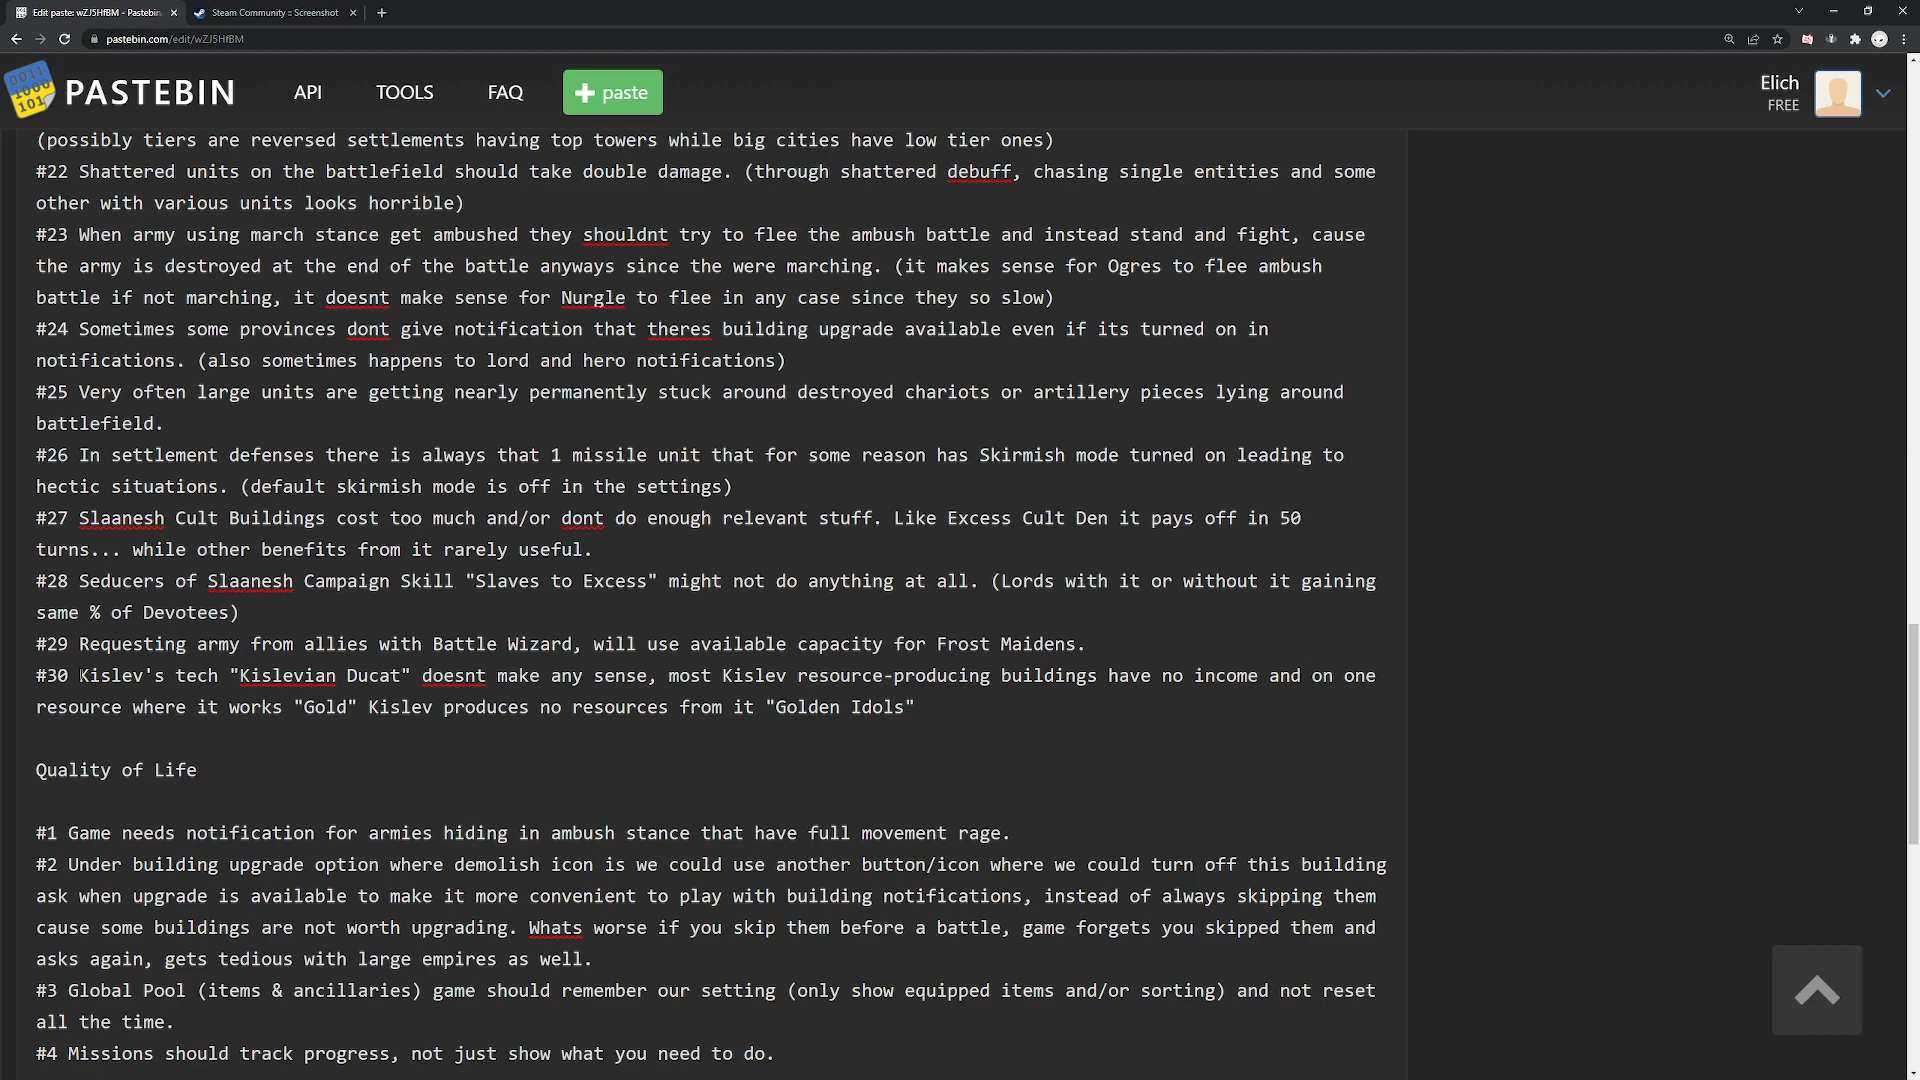 Edit paste: wZJ5HfBM - Pastebin
Steam Community :: Screenshot
pastebin.com/edit/wZJ5HfBM
PASTEBIN
API
TOOLS
FAQ
paste
Elich
FREE
(possibly tiers are reversed settlements having top towers while big cities have low tier ones)
#22 Shattered units on the battlefield should take double damage. (through shattered debuff, chasing single entities and some
other with various units looks horrible)
#23 When army using march stance get ambushed they shouldnt try to flee the ambush battle and instead stand and fight, cause
the army is destroyed at the end of the battle anyways since the were marching. (it makes sense for Ogres to flee ambush
battle if not marching, it doesnt make sense for Nurgle to flee in any case since they so slow)
#24 Sometimes some provinces dont give notification that theres building upgrade available even if its turned on in
notifications. (also sometimes happens to lord and hero notifications)
#25 Very often large units are getting nearly permanently stuck around destroyed chariots or artillery pieces lying around
battlefield.
#26 In settlement defenses there is always that 1 missile unit that for some reason has Skirmish mode turned on leading to
hectic situations. (default skirmish mode is off in the settings)
#27 Slaanesh Cult Buildings cost too much and/or dont do enough relevant stuff. Like Excess Cult Den it pays off in 50
turns... while other benefits from it rarely useful.
#28 Seducers of Slaanesh Campaign Skill "Slaves to Excess" might not do anything at all. (Lords with it or without it gaining
same % of Devotees)
#29 Requesting army from allies with Battle Wizard, will use available capacity for Frost Maidens.
#30 Kislev's tech "Kislevian Ducat" doesnt make any sense, most Kislev resource-producing buildings have no income and on one
resource where it works "Gold" Kislev produces no resources from it "Golden Idols"
Quality of Life
#1 Game needs notification for armies hiding in ambush stance that have full movement rage.
#2 Under building upgrade option where demolish icon is we could use another button/icon where we could turn off this building
ask when upgrade is available to make it more convenient to play with building notifications, instead of always skipping them
cause some buildings are not worth upgrading. Whats worse if you skip them before a battle, game forgets you skipped them and
asks again, gets tedious with large empires as well.
#3 Global Pool (items & ancillaries) game should remember our setting (only show equipped items and/or sorting) and not reset
all the time.
#4 Missions should track progress, not just show what you need to do.